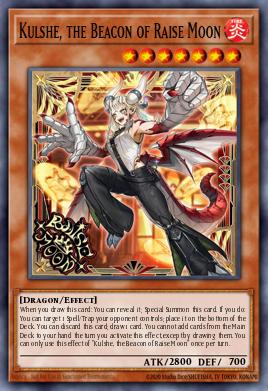 Kulshe, the Beacon of Raise Moon
炎
[Dragon/Effect]
When you draw this card: You can reveal it; Special Summon this card. If you do:
You can target 1 Spell/Trap your opponent controls; place it on the bottom of
the Deck. You can discard this card; draw 1 card. You cannot add cards from the Main
Deck to your hand the turn you activate this effect, except by drawing them. You
can only use this effect of "Kulshe, the Beacon of Raise Moon" once per turn.
ATK/2800 DEF/ 700